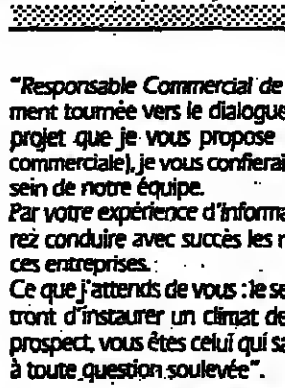 "Responsable Commercial de
ment tournée vers le dialogue
projet que je vous propose
commerciale), je vous confierai
sein de notre équipe.
Par votre expérience d'informa
rez conduire avec succès les n
ces entreprises.
Ce que j'attends de vous : le se
tront d'instaurer un climat de
prospect, vous êtes celui qui sa
à toute question soulevée".